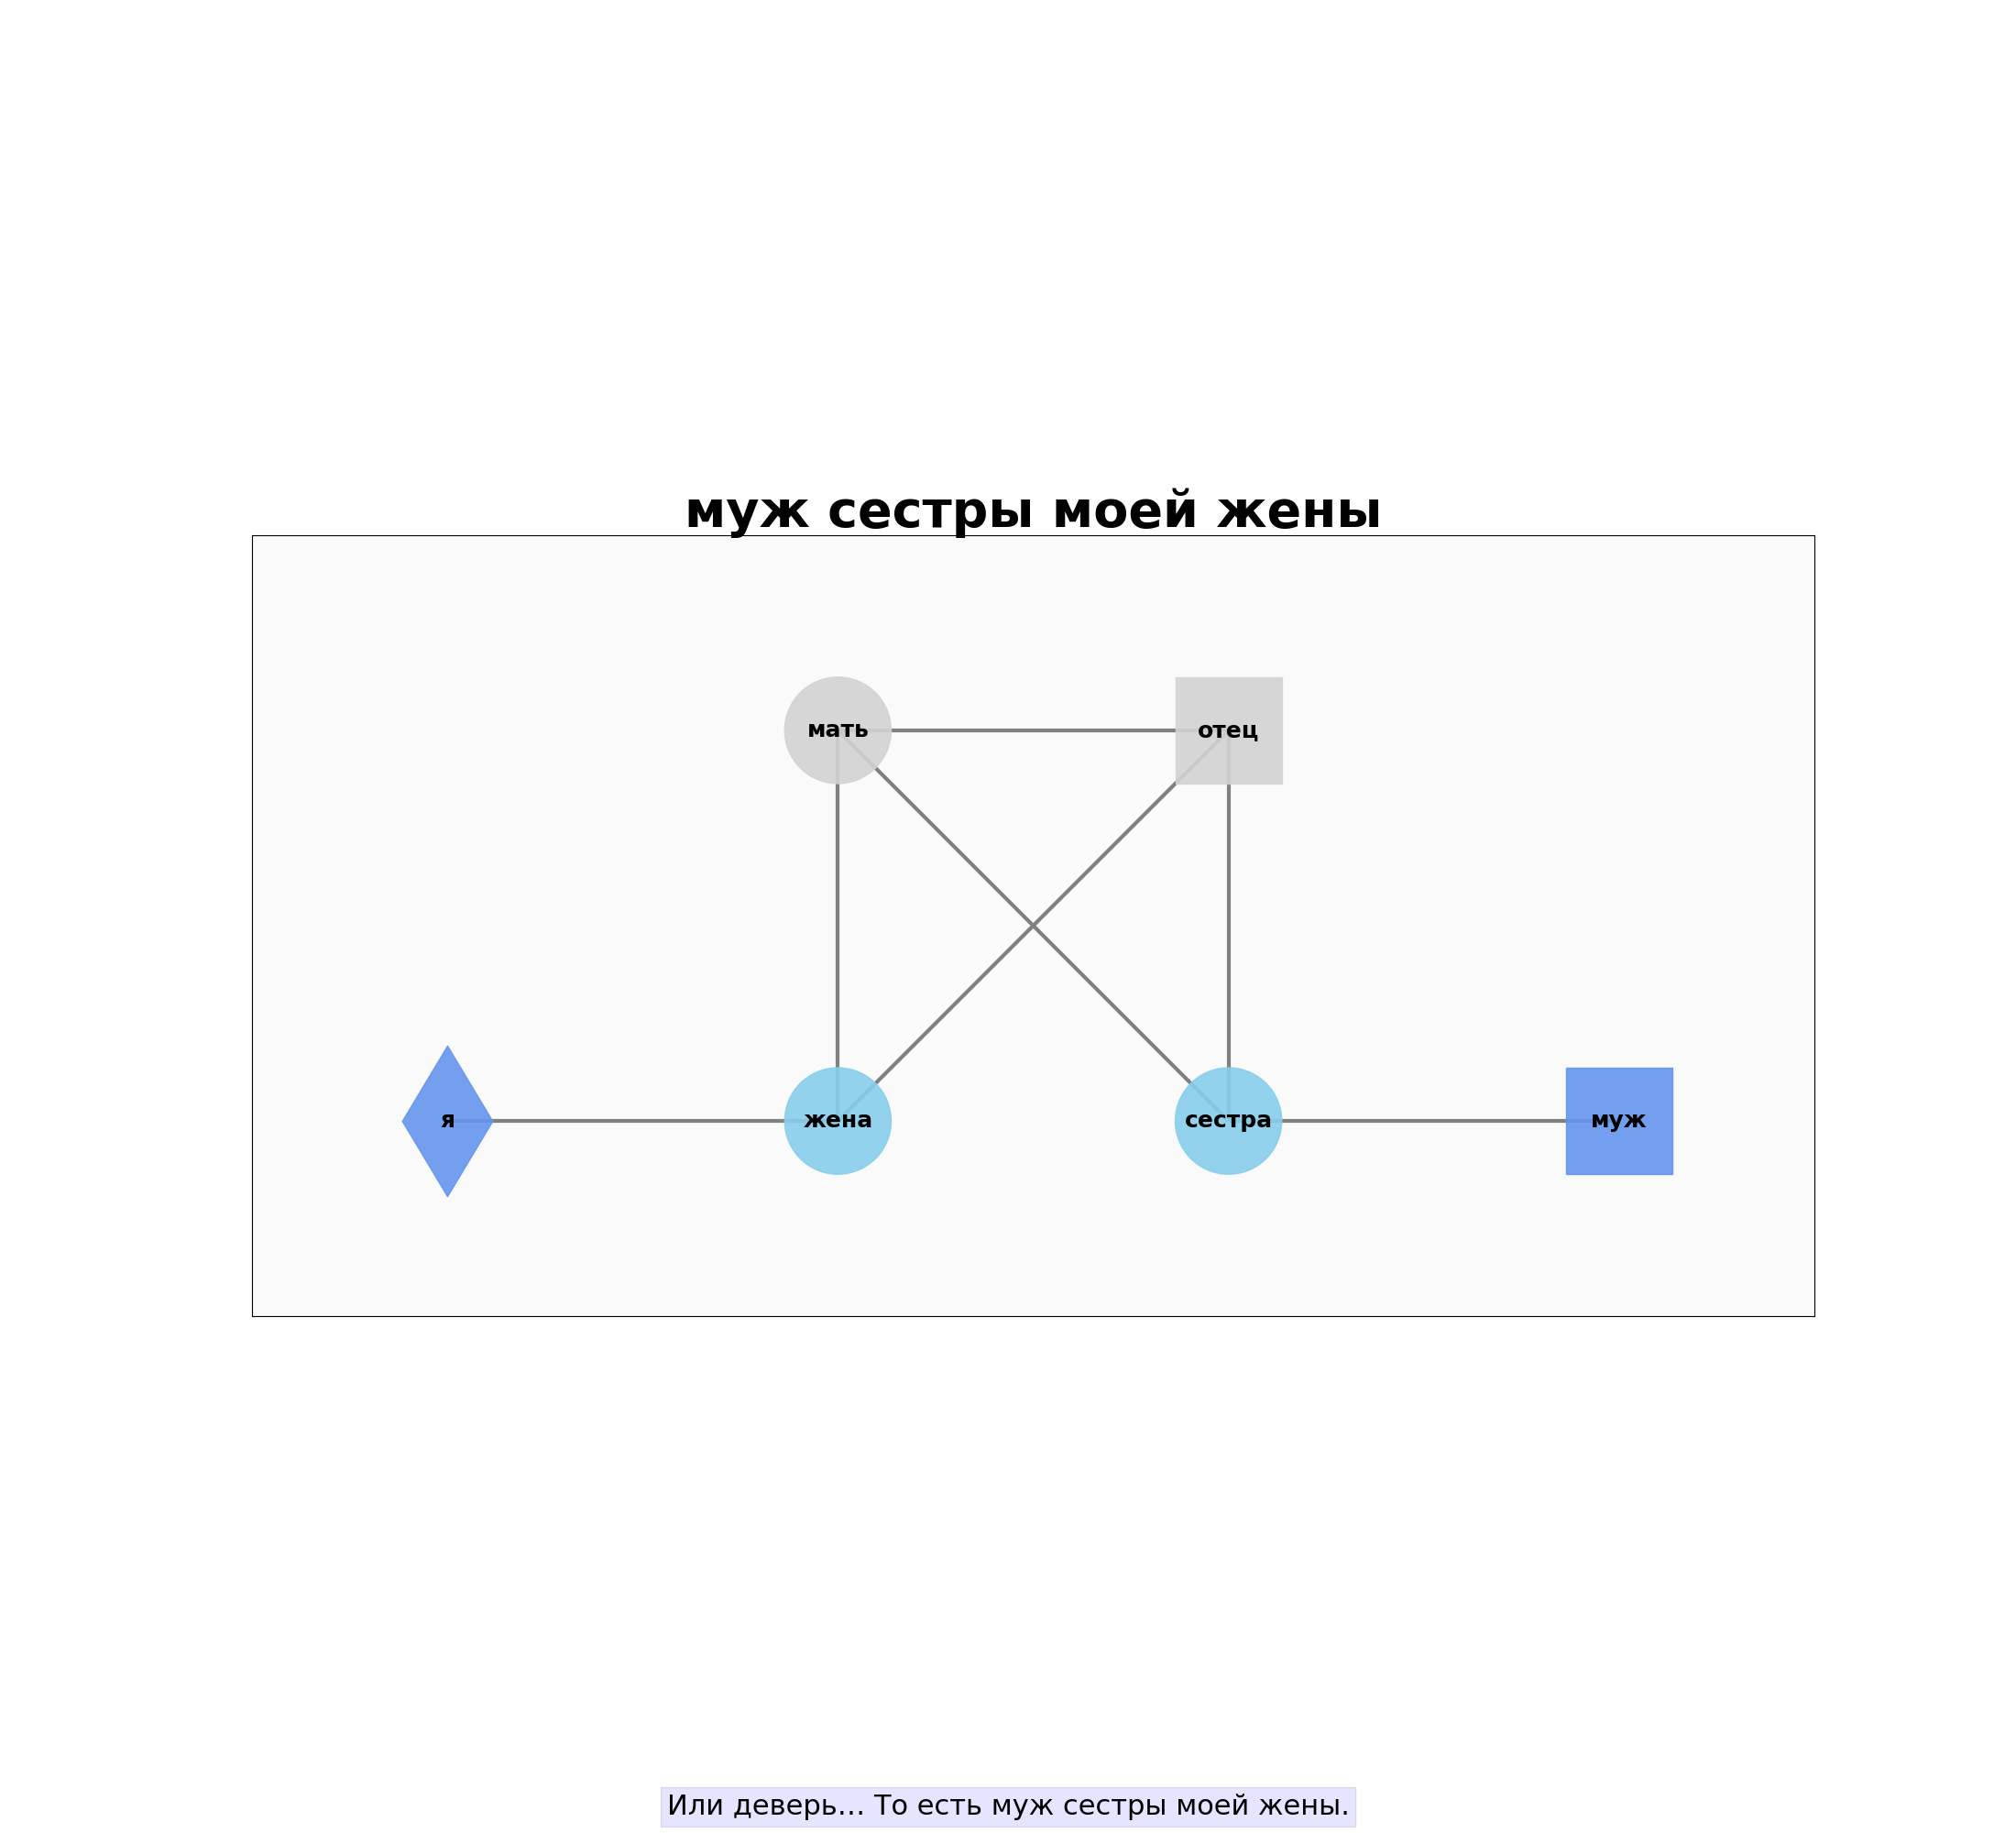 муж сестры моей жены
мать
отец
я
жена
сестра
муж
Или деверь... То есть муж сестры моей жены.